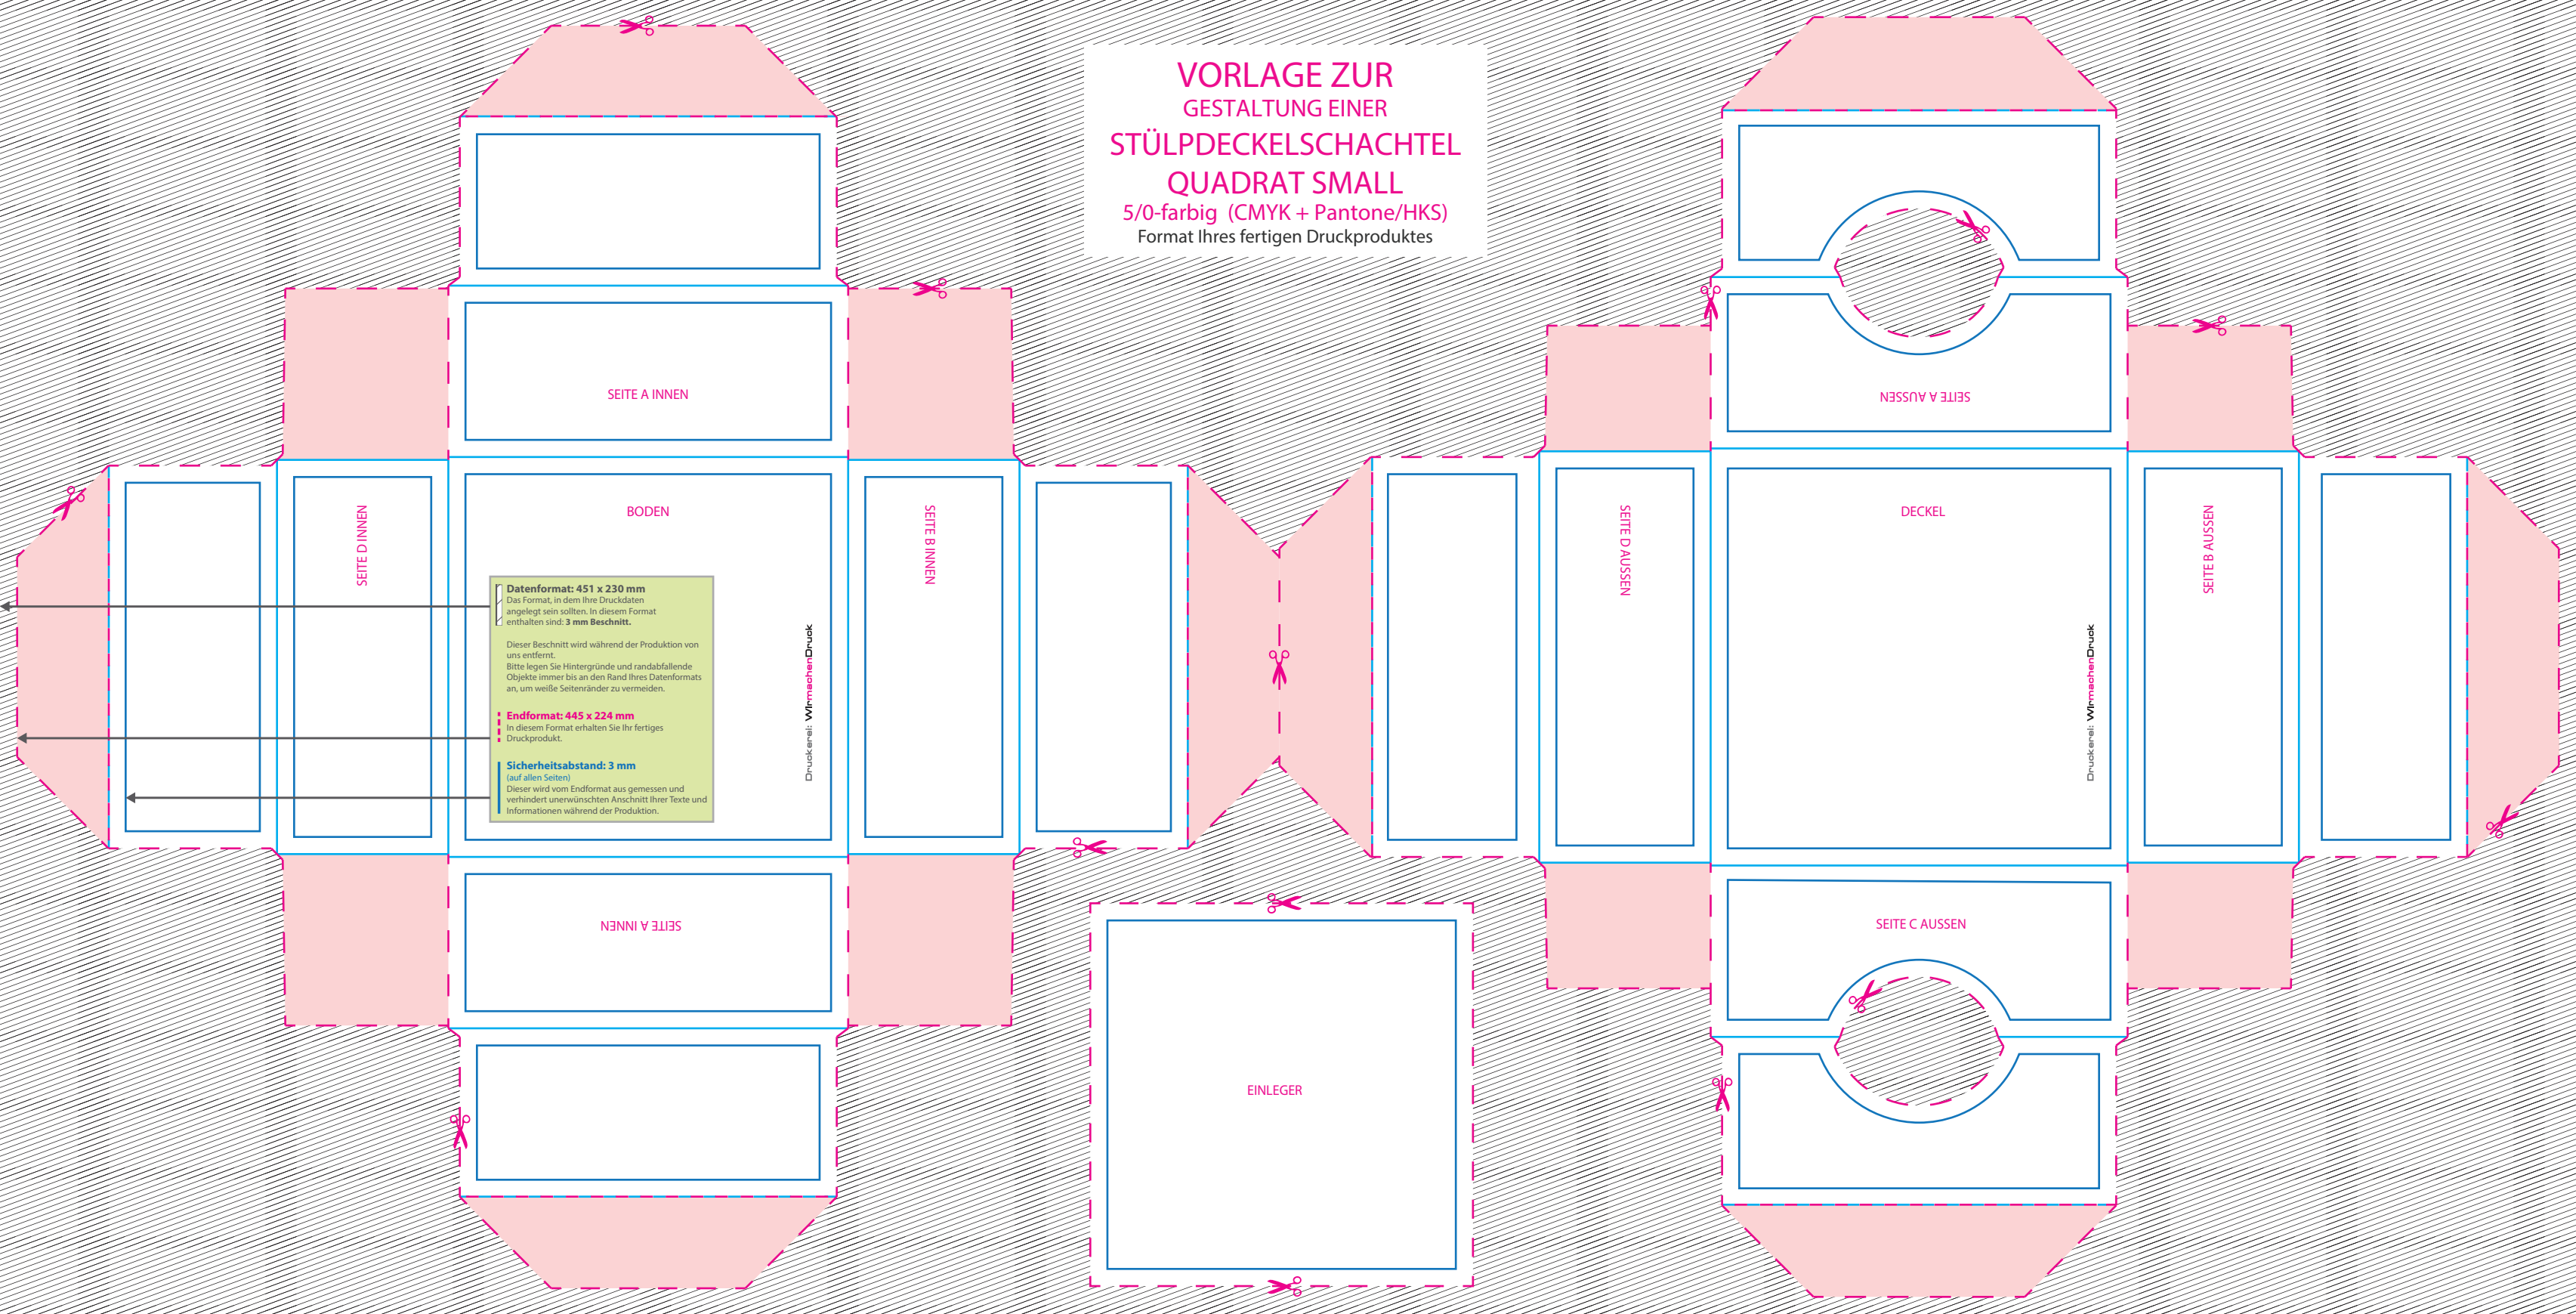 VORLAGE ZUR
GESTALTUNG EINER
STÜLPDECKELSCHACHTEL
QUADRAT SMALL
5/0-farbig (CMYK + Pantone/HKS)
Format Ihres fertigen Druckproduktes
SEITE A INNEN
SEITE D INNEN
BODEN
SEITE B INNEN
Datenformat: 451 x 230 mm
Das Format, in dem Ihre Druckdaten
angelegt sein sollten. In diesem Format
enthalten sind: 3 mm Beschnitt.
Dieser Beschnitt wird während der Produktion von
uns entfernt.
Bitte legen Sie Hintergründe und randabfallende
Objekte immer bis an den Rand Ihres Datenformats
an, um weiße Seitenränder zu vermeiden.
Endformat: 445 x 224 mm
In diesem Format erhalten Sie Ihr fertiges
Druckprodukt.
Sicherheitsabstand: 3 mm
(auf allen Seiten)
Dieser wird vom Endformat aus gemessen und
verhindert unerwünschten Anschnitt Ihrer Texte und
Informationen während der Produktion.
Druckerei: WIrmachenDruck
SEITE A INNEN
EINLEGER
SEITE A AUSSEN
SEITE D AUSSEN
DECKEL
SEITE B AUSSEN
Druckerei: WIrmachenDruck
SEITE C AUSSEN